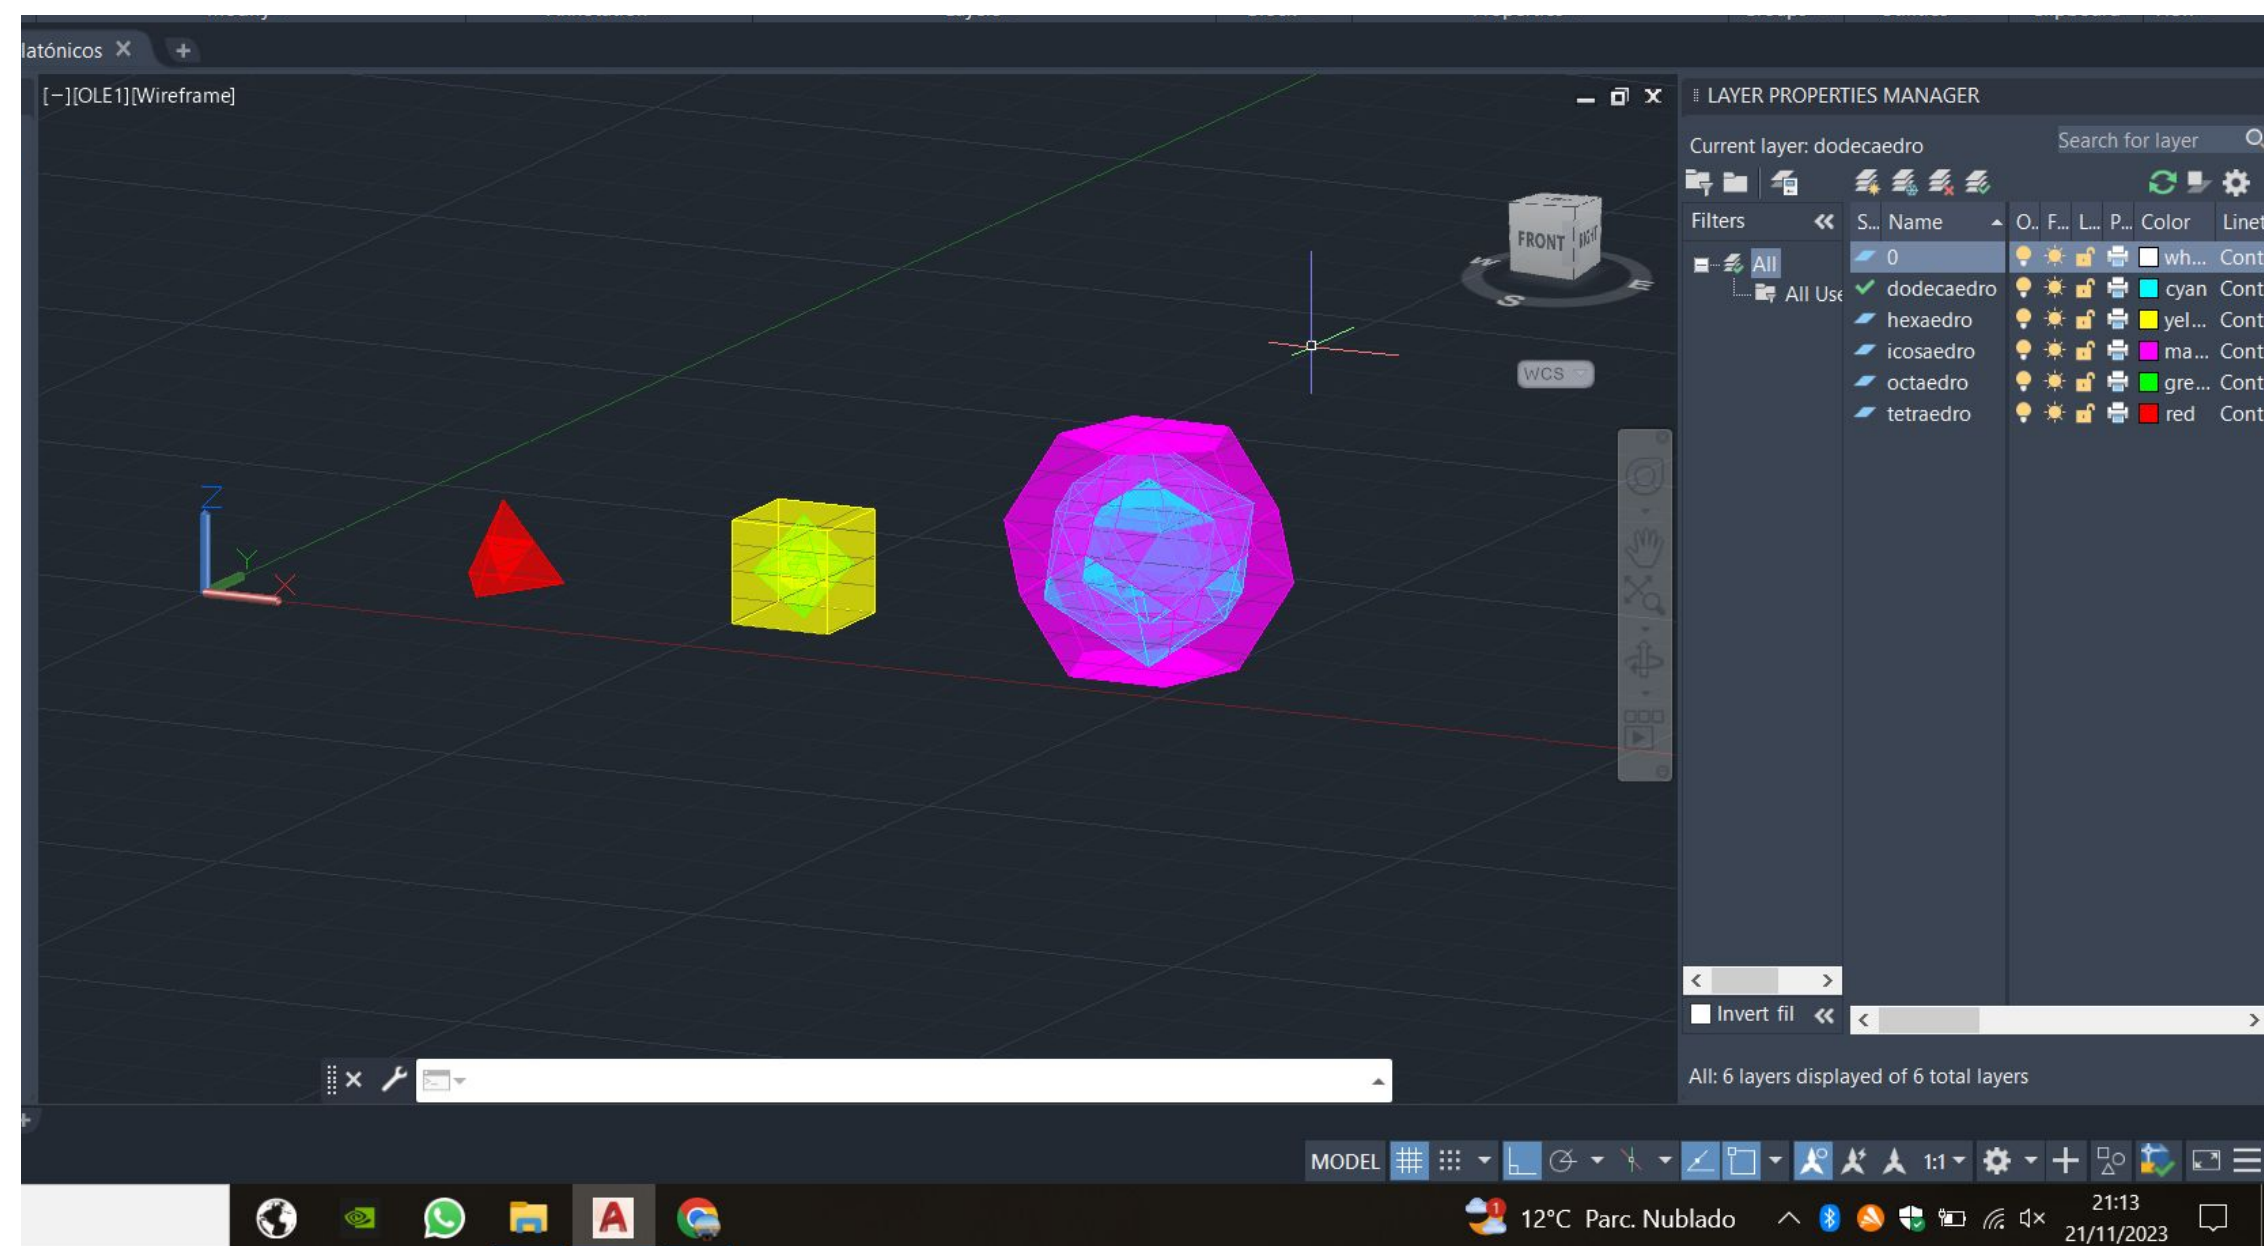 latónicos
[−][OLE1][Wireframe]
LAYER PROPERTIES MANAGER
Current layer: dodecaedro
Search for layer
Filters
S... Name O.. F... L... P... Color Linet
All
All Use
0 wh... Cont
dodecaedro cyan Cont
hexaedro yel... Cont
icosaedro ma... Cont
octaedro gre... Cont
tetraedro red Cont
FRONT
RIGHT
W
S
E
WCS
Z
Y
X
Invert fil
All: 6 layers displayed of 6 total layers
MODEL
1:1
A
12°C Parc. Nublado
21:13
21/11/2023